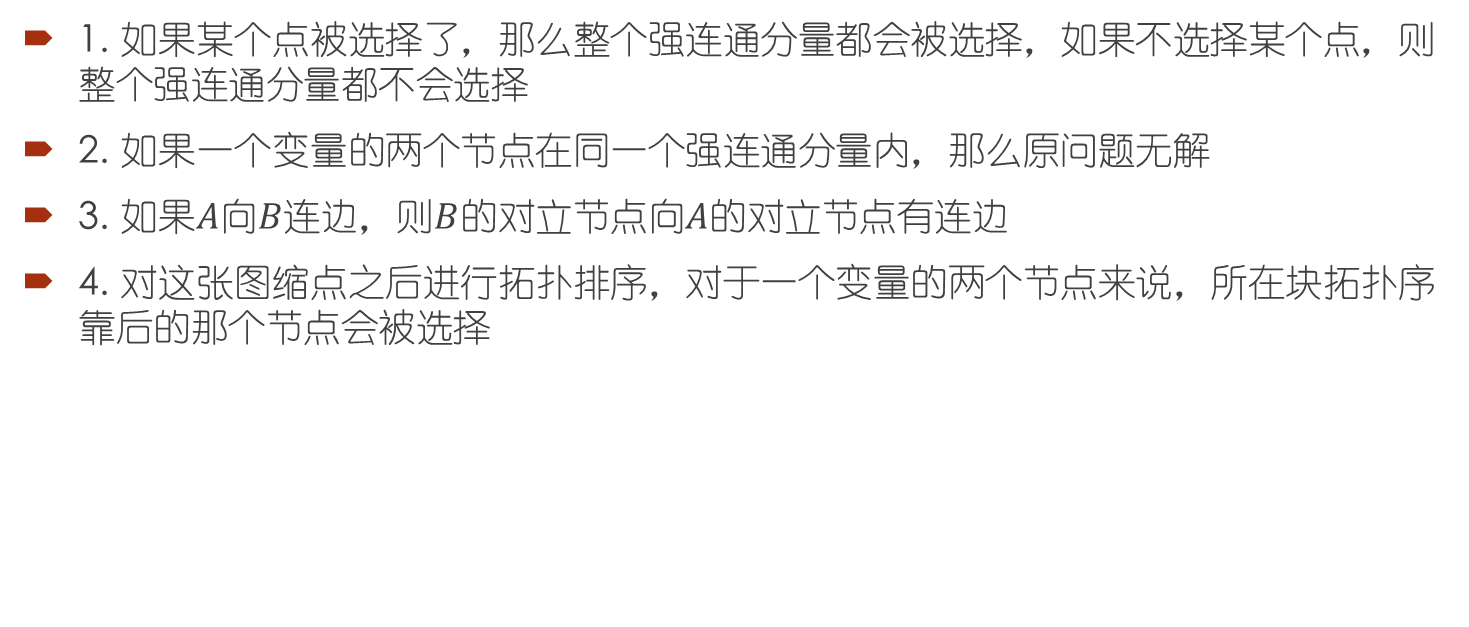 1. 如果某个点被选择了，那么整个强连通分量都会被选择，如果不选择某个点，则
整个强连通分量都不会选择
2. 如果一个变量的两个节点在同一个强连通分量内，那么原问题无解
3. 如果A向B连边，则B的对立节点向A的对立节点有连边
4. 对这张图缩点之后进行拓扑排序，对于一个变量的两个节点来说，所在块拓扑序
靠后的那个节点会被选择